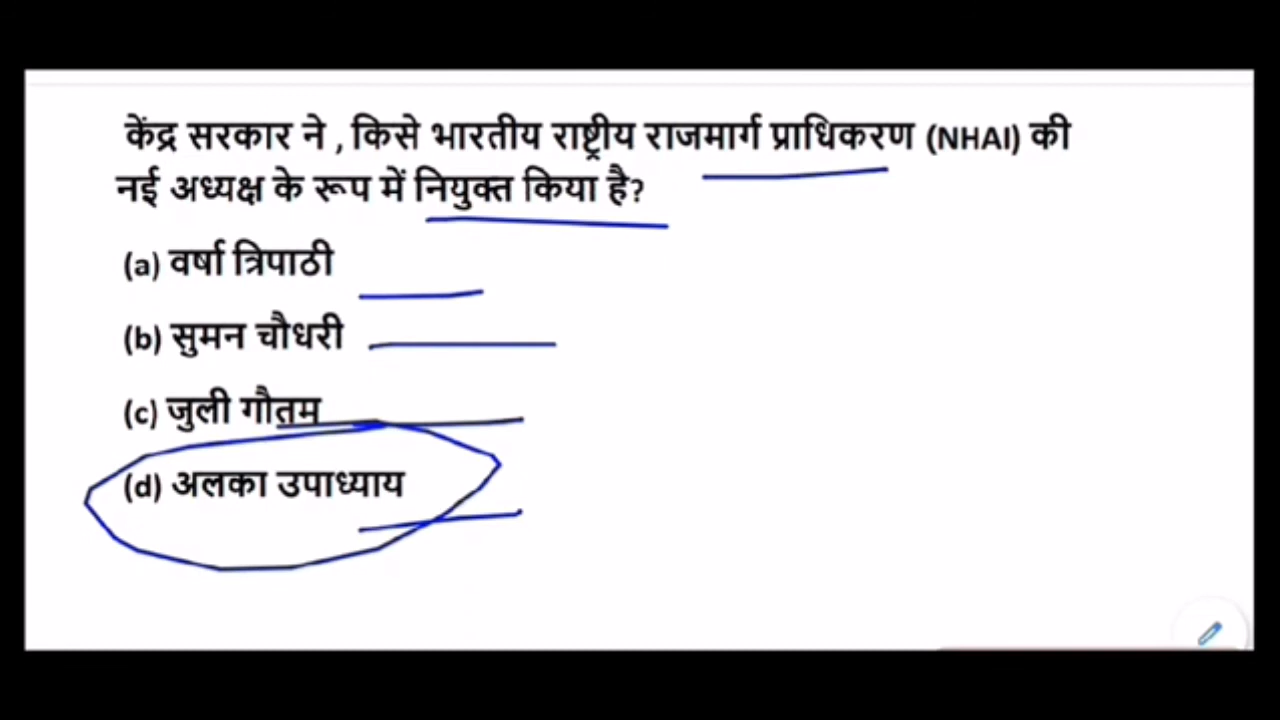 केंद्र सरकार ने , किसे भारतीय राष्ट्रीय राजमार्ग प्राधिकरण (NHAI) की
नई अध्यक्ष के रूप में नियुक्त किया है?
(a) वर्षा त्रिपाठी
(b) सुमन चौधरी
(c) जुली गौतम
(d) अलका उपाध्याय